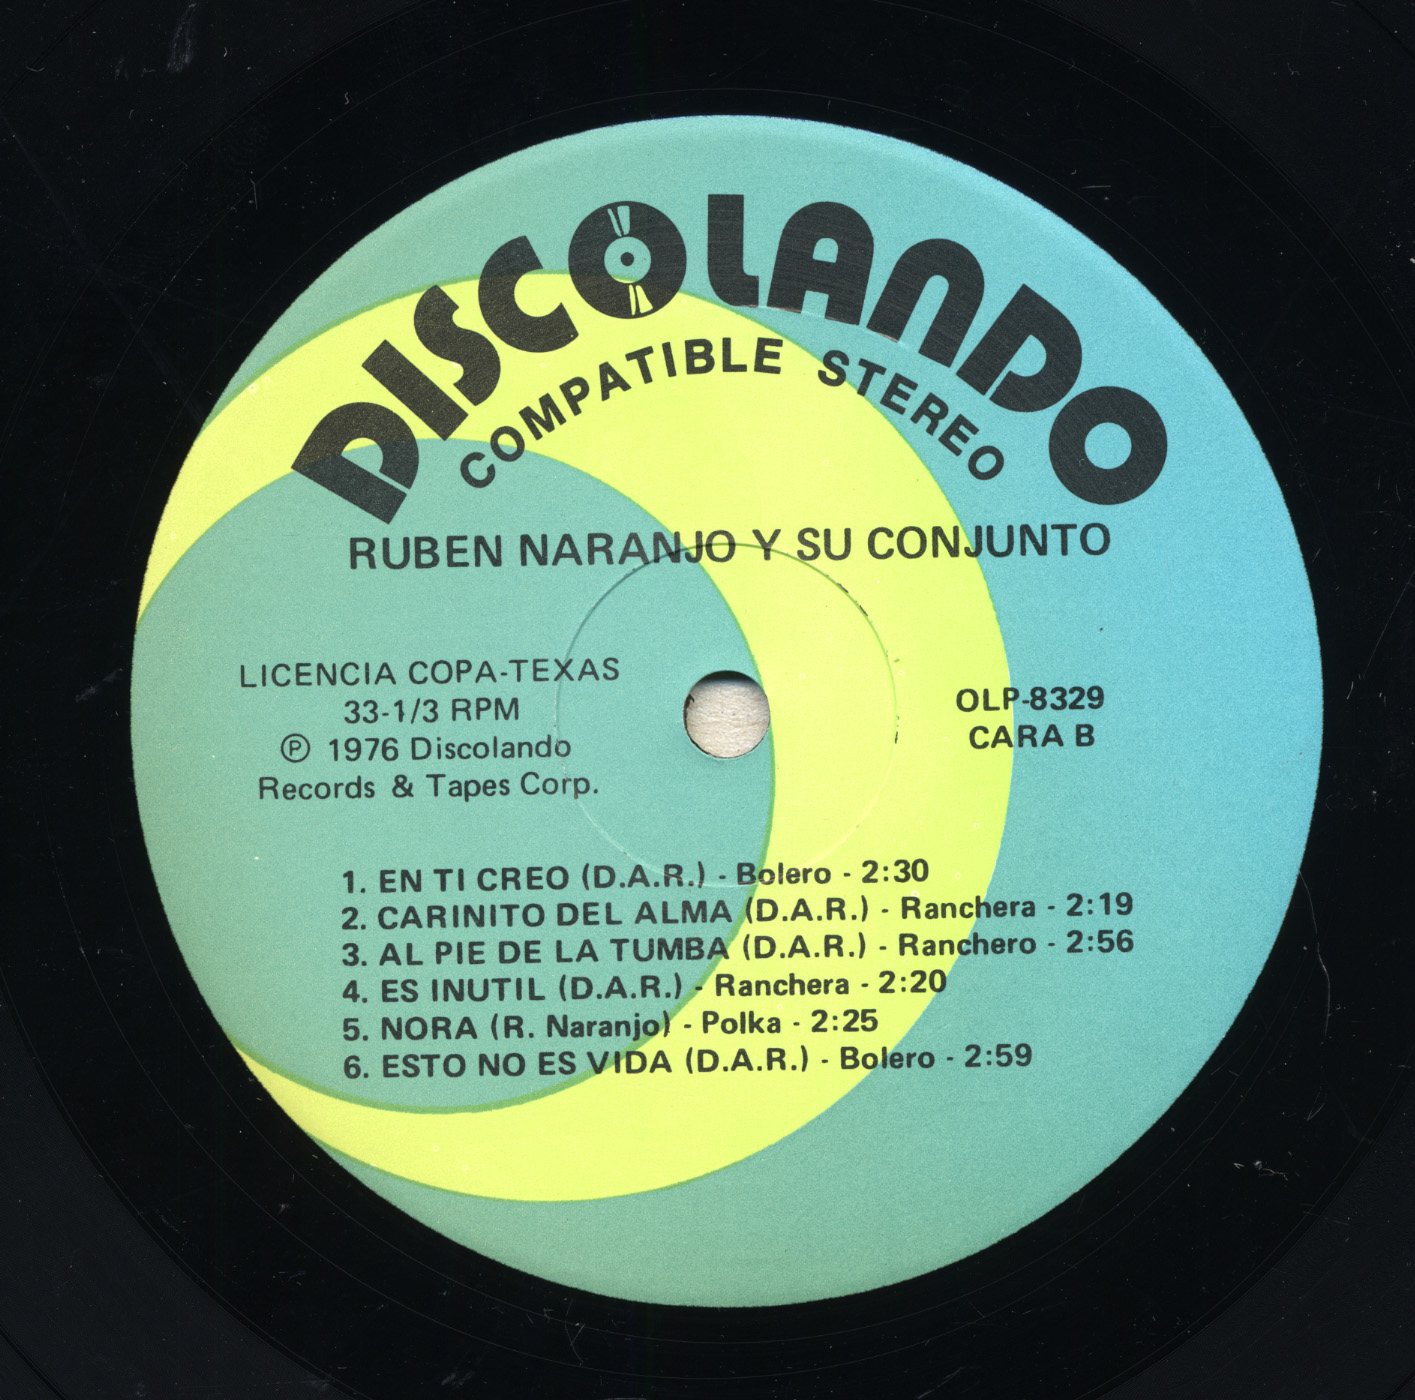 DISCOLANDO
COMPATIBLE STEREO
RUBEN NARANJO Y SU CONJUNTO
LICENCIA COPA-TEXAS
33-1/3 RPM
Ⓟ 1976 Discolando
Records & Tapes Corp.
OLP-8329
CARA B
1. EN TI CREO (D.A.R.) - Bolero - 2:30
2. CARINITO DEL ALMA (D.A.R.) - Ranchera - 2:19
3. AL PIE DE LA TUMBA (D.A.R.) - Ranchero - 2:56
4. ES INUTIL (D.A.R.) - Ranchera - 2:20
5. NORA (R. Naranjo) - Polka - 2:25
6. ESTO NO ES VIDA (D.A.R.) - Bolero - 2:59